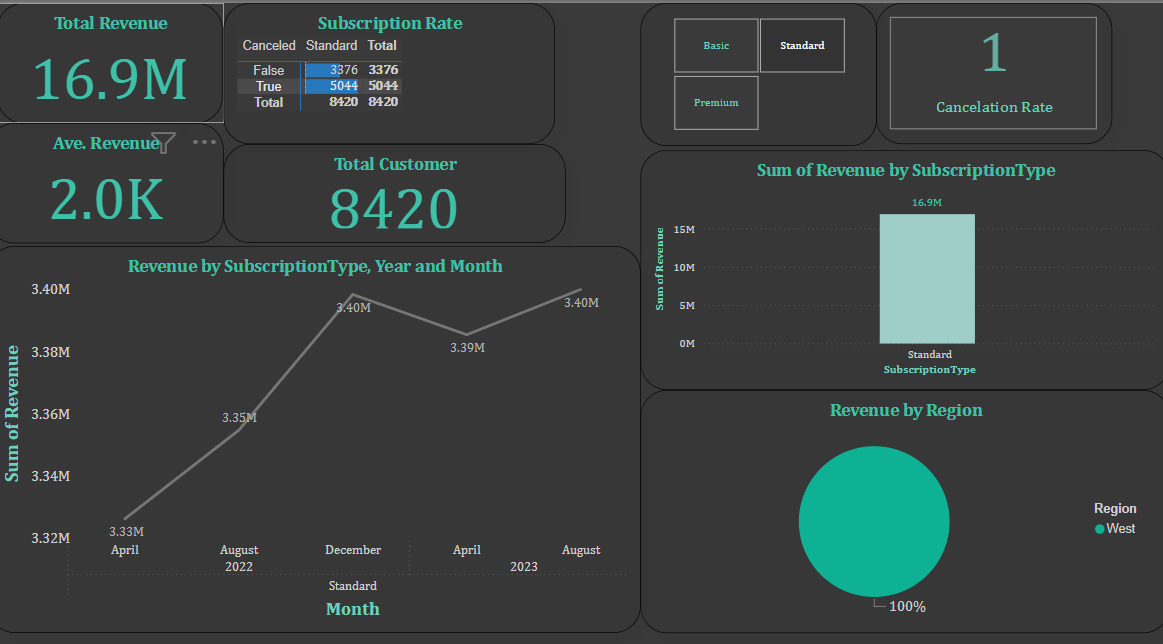 Total Revenue
16.9M
Subscription Rate
Canceled Standard Total
False 3376 3376
True 5044 5044
Total 8420 8420
Basic
Standard
Premium
1
Cancelation Rate
Ave. Revenue
2.0K
Total Customer
8420
Revenue by SubscriptionType, Year and Month
Sum of Revenue
3.40M
3.38M
3.36M
3.34M
3.32M
3.33M
3.35M
3.40M
3.39M
3.40M
April August December April August
2022 2023
Standard
Month
Sum of Revenue by SubscriptionType
Sum of Revenue
16.9M
15M
10M
5M
0M
Standard
SubscriptionType
Revenue by Region
Region
West
100%